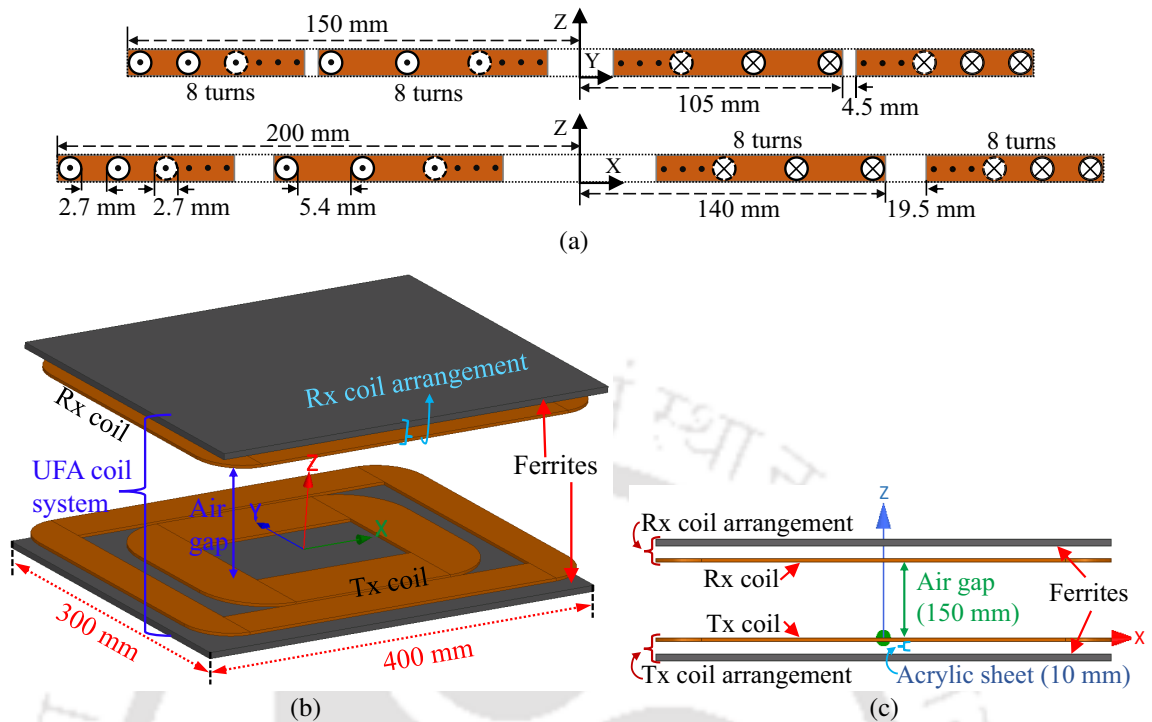 150 mm
Z
Y
8 turns
8 turns
105 mm
4.5 mm
200 mm
Z
X
8 turns
8 turns
2.7 mm
2.7 mm
5.4 mm
140 mm
19.5 mm
(a)
Rx coil arrangement
Rx coil
UFA coil
system
Air
gap
Z
Y
X
Ferrites
Tx coil
300 mm
400 mm
(b)
Z
Rx coil arrangement
Rx coil
Air gap
(150 mm)
Ferrites
Tx coil
X
Tx coil arrangement
Acrylic sheet (10 mm)
(c)